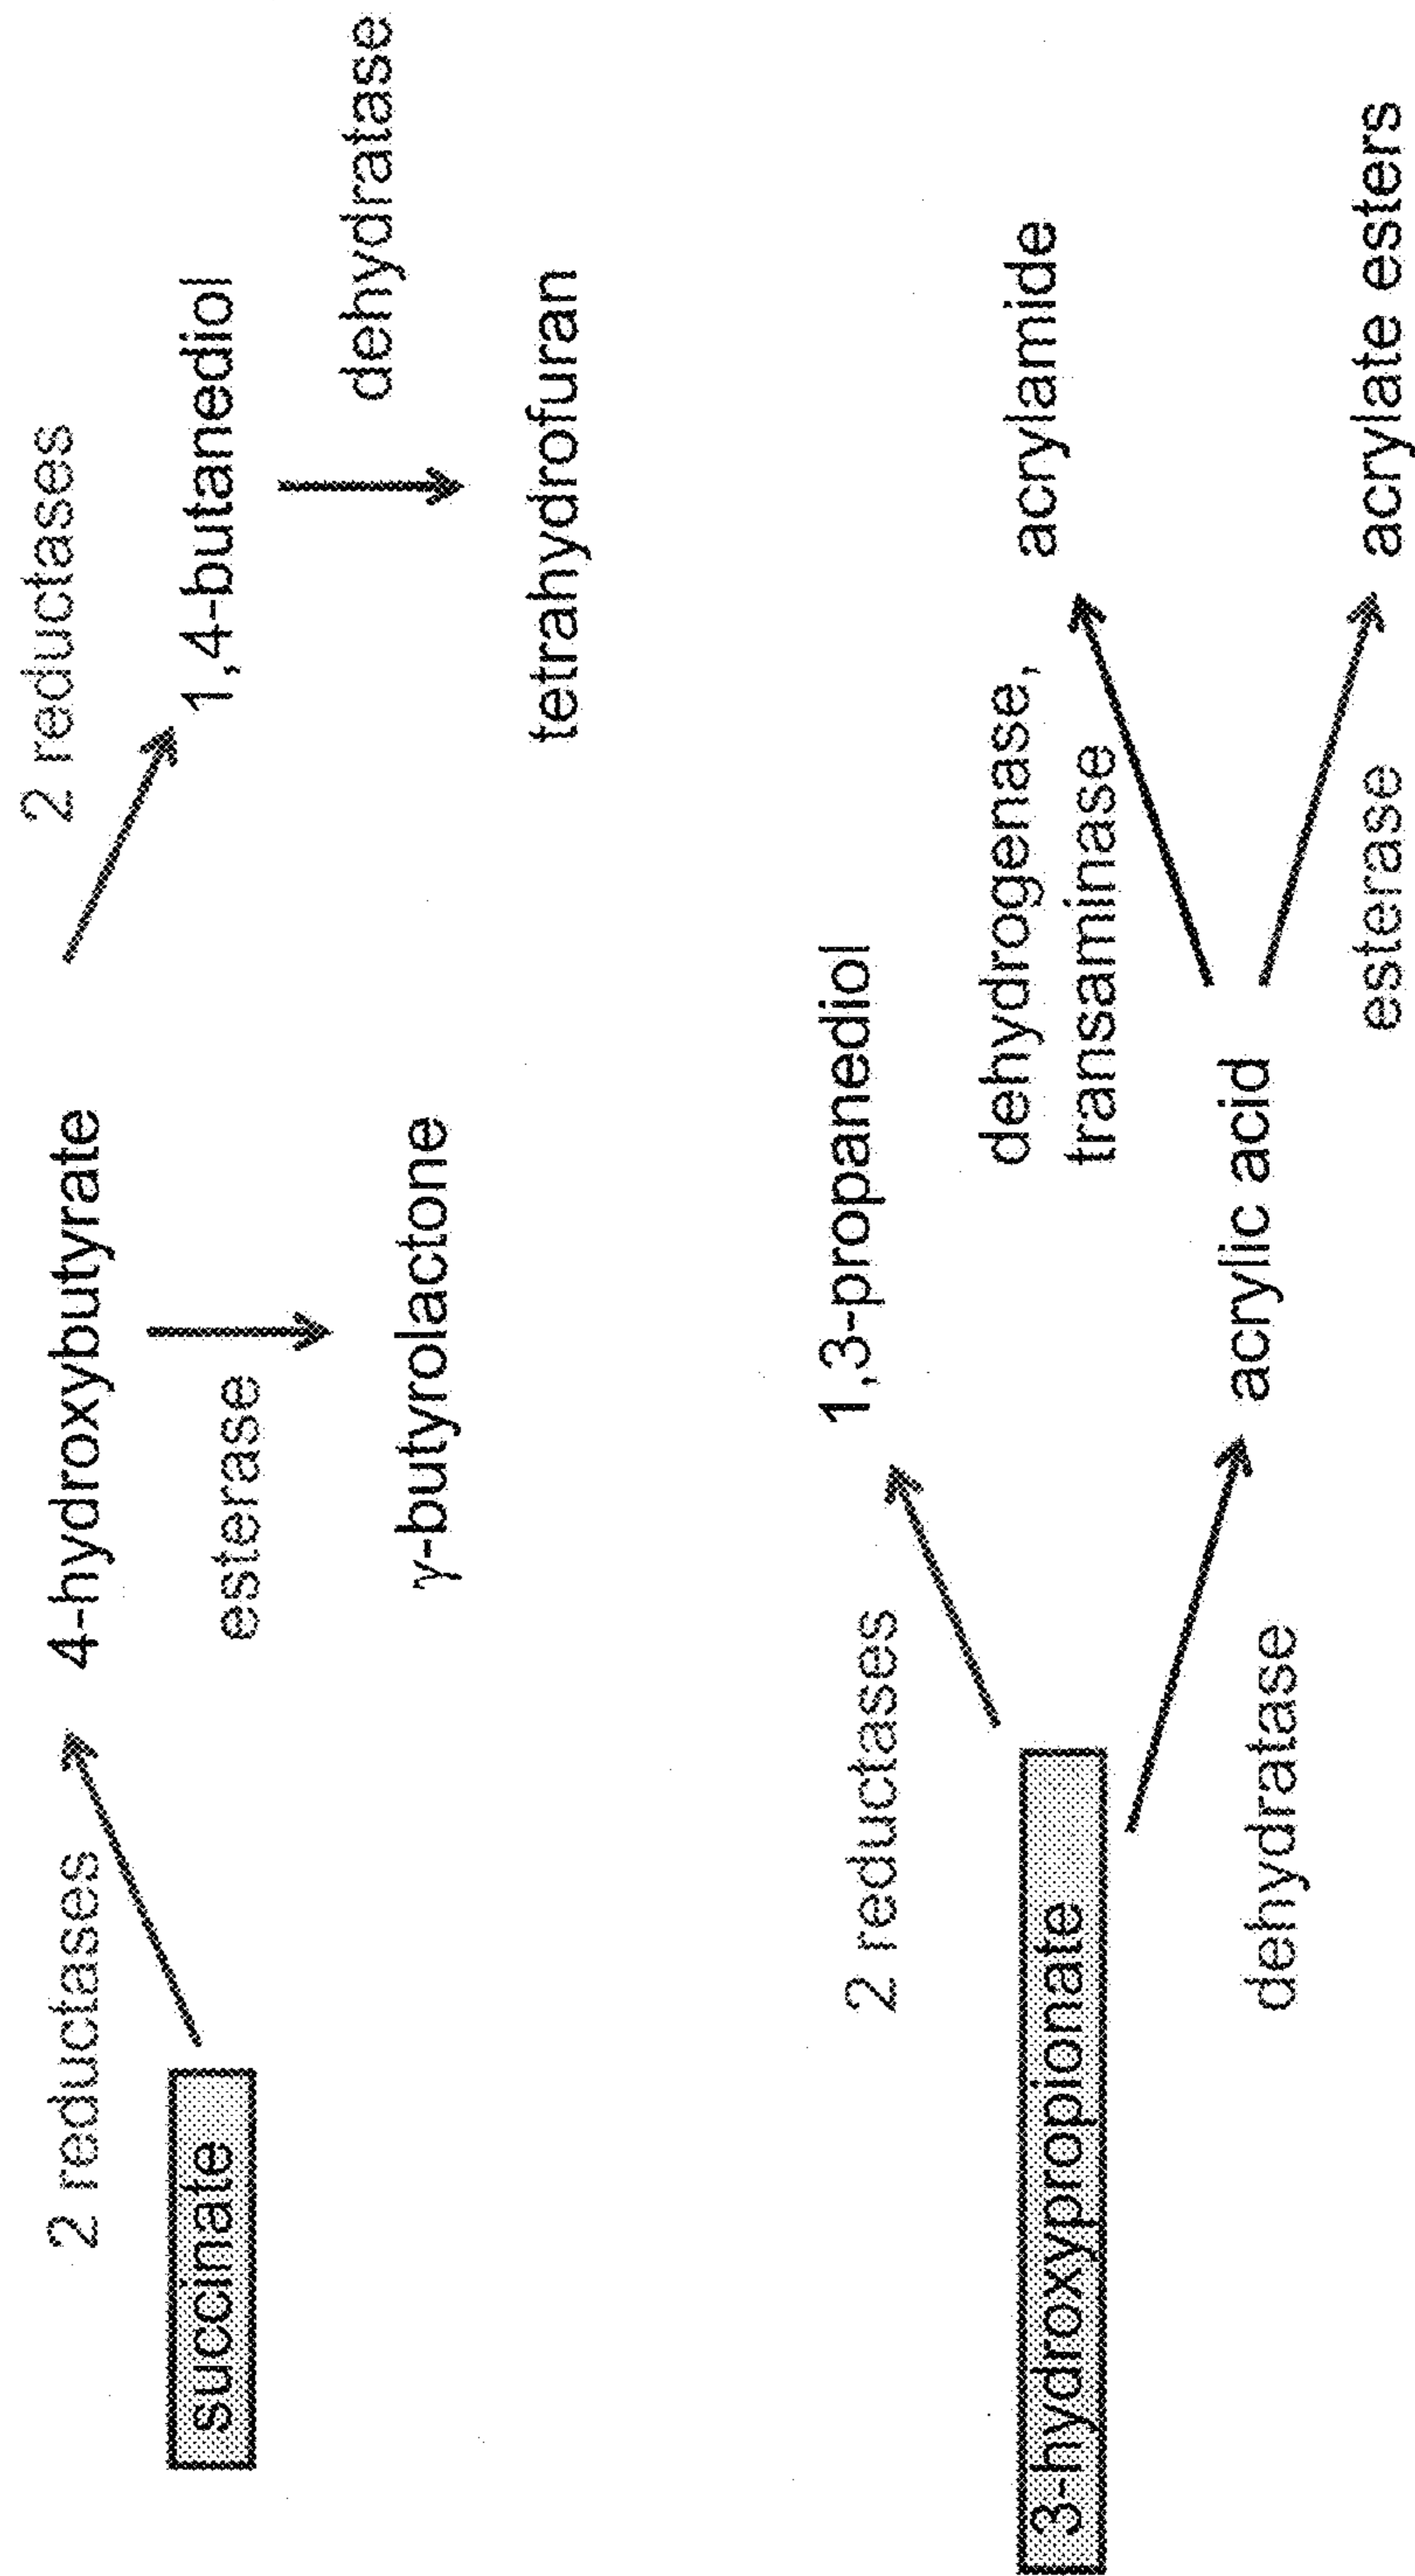 2 reductases
succinate
4-hydroxybutyrate
esterase
γ-butyrolactone
2 reductases
1,4-butanediol
dehydratase
tetrahydrofuran
3-hydroxypropionate
2 reductases
1,3-propanediol
dehydratase
acrylic acid
dehydrogenase,
transaminase
acrylamide
esterase
acrylate esters